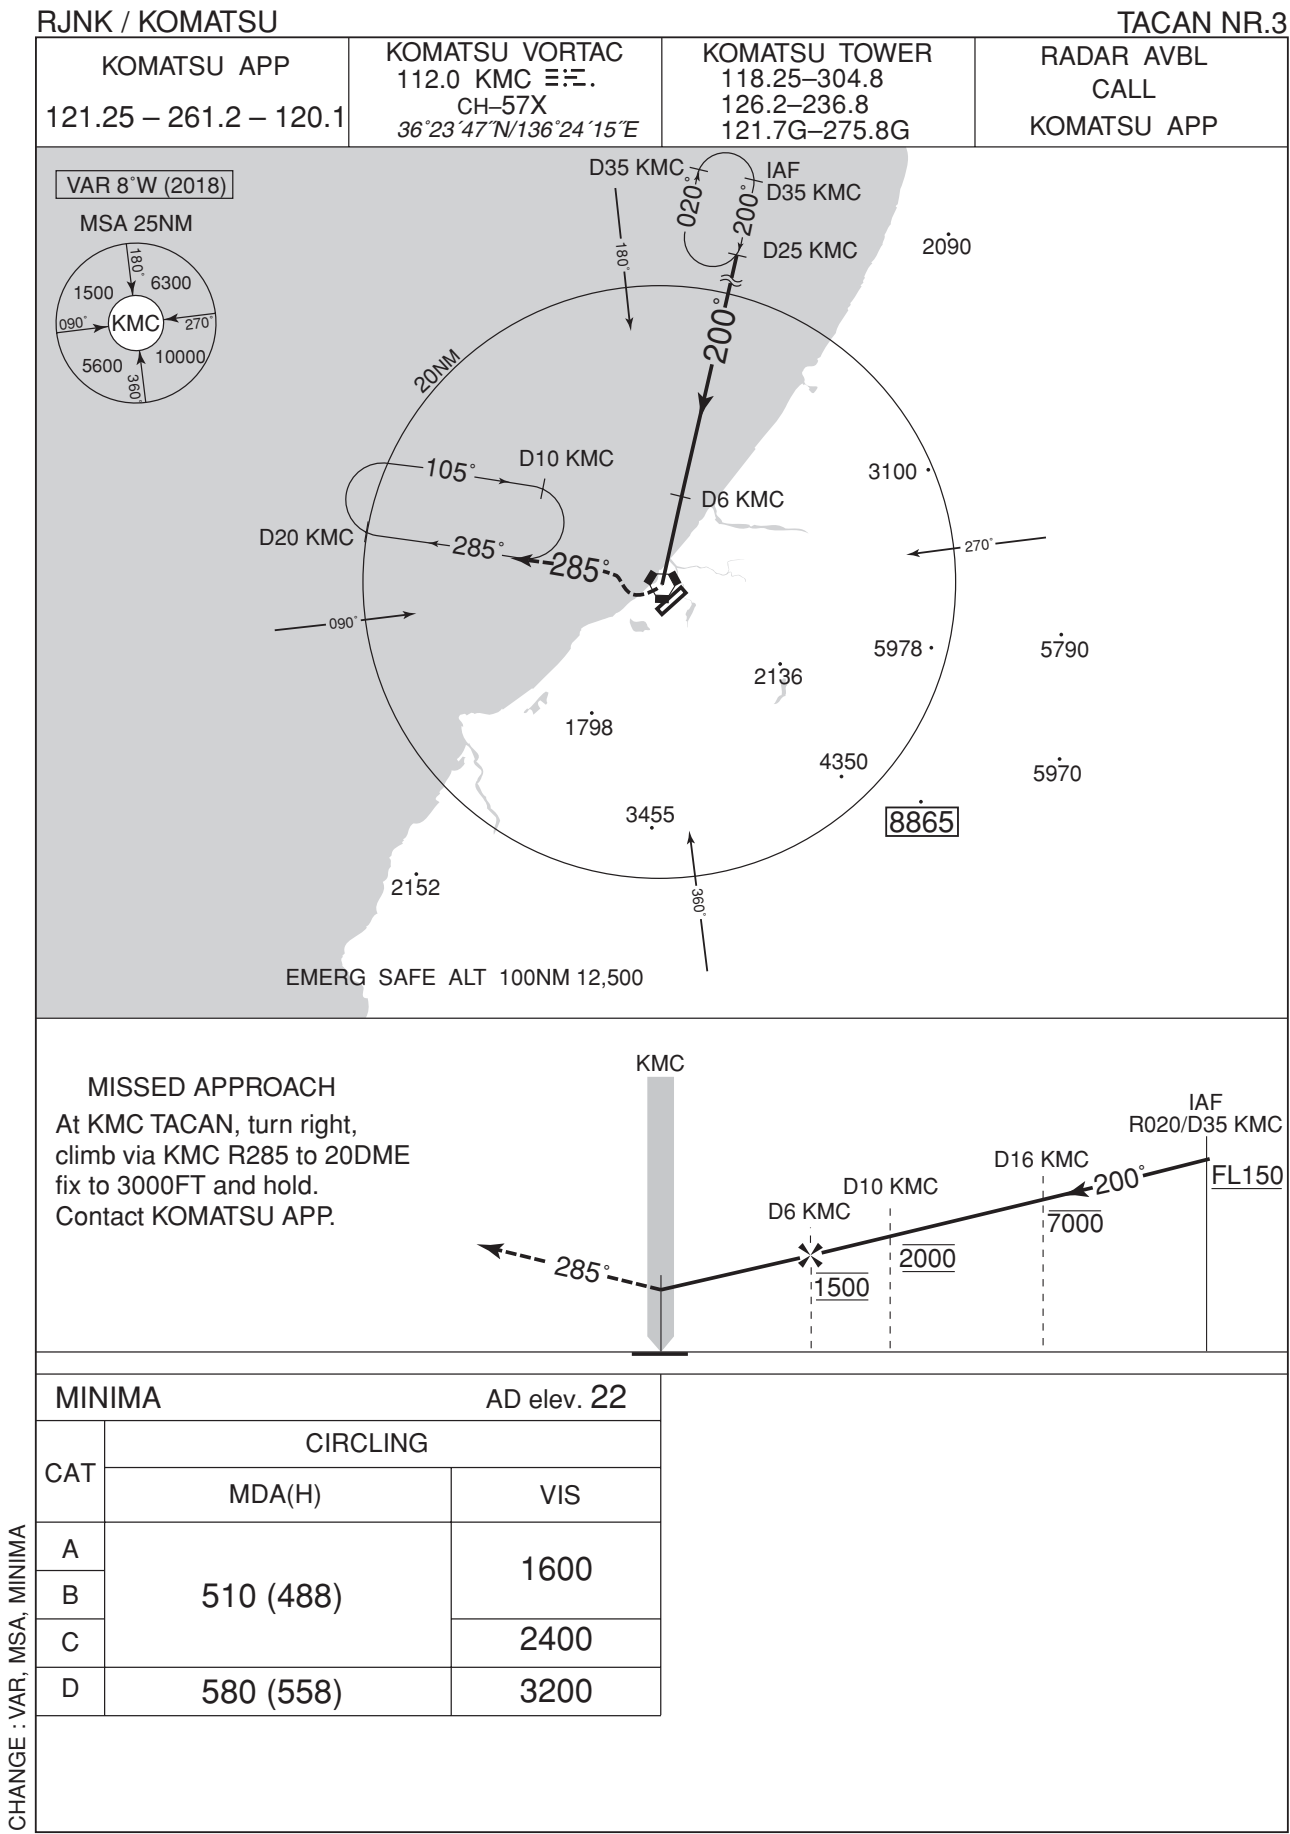 RJNK / KOMATSU
TACAN NR.3
KOMATSU APP
121.25 – 261.2 – 120.1
KOMATSU VORTAC
112.0 KMC
CH–57X
36°23´47˝N/136°24´15˝E
KOMATSU TOWER
118.25–304.8
126.2–236.8
121.7G–275.8G
RADAR AVBL
CALL
KOMATSU APP
VAR 8°W (2018)
MSA 25NM
180°
1500
6300
090°
KMC
270°
5600
10000
360°
D35 KMC
IAF
D35 KMC
020°
200°
D25 KMC
2090
180°
200°
20NM
105°
D10 KMC
3100
D6 KMC
D20 KMC
285°
285°
270°
090°
5978
5790
2136
1798
4350
5970
3455
8865
2152
360°
EMERG SAFE ALT 100NM 12,500
MISSED APPROACH
At KMC TACAN, turn right,
climb via KMC R285 to 20DME
fix to 3000FT and hold.
Contact KOMATSU APP.
KMC
IAF
R020/D35 KMC
D16 KMC
200°
FL150
D10 KMC
7000
D6 KMC
2000
285°
1500
MINIMA
AD elev. 22
CAT
CIRCLING
MDA(H)
VIS
A
1600
B
510 (488)
C
2400
D
580 (558)
3200
CHANGE : VAR, MSA, MINIMA